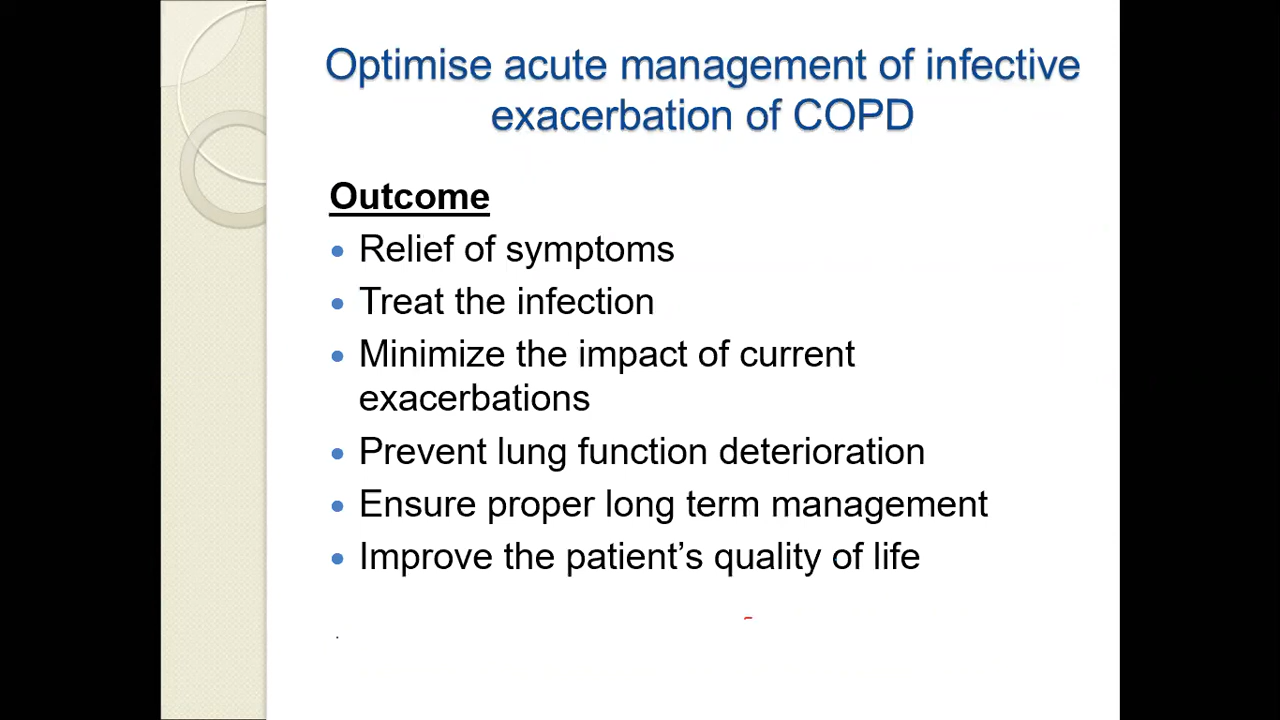 Optimise acute management of infective
exacerbation of COPD
Outcome
• Relief of symptoms
• Treat the infection
• Minimize the impact of current
exacerbations
• Prevent lung function deterioration
• Ensure proper long term management
• Improve the patient’s quality of life
.